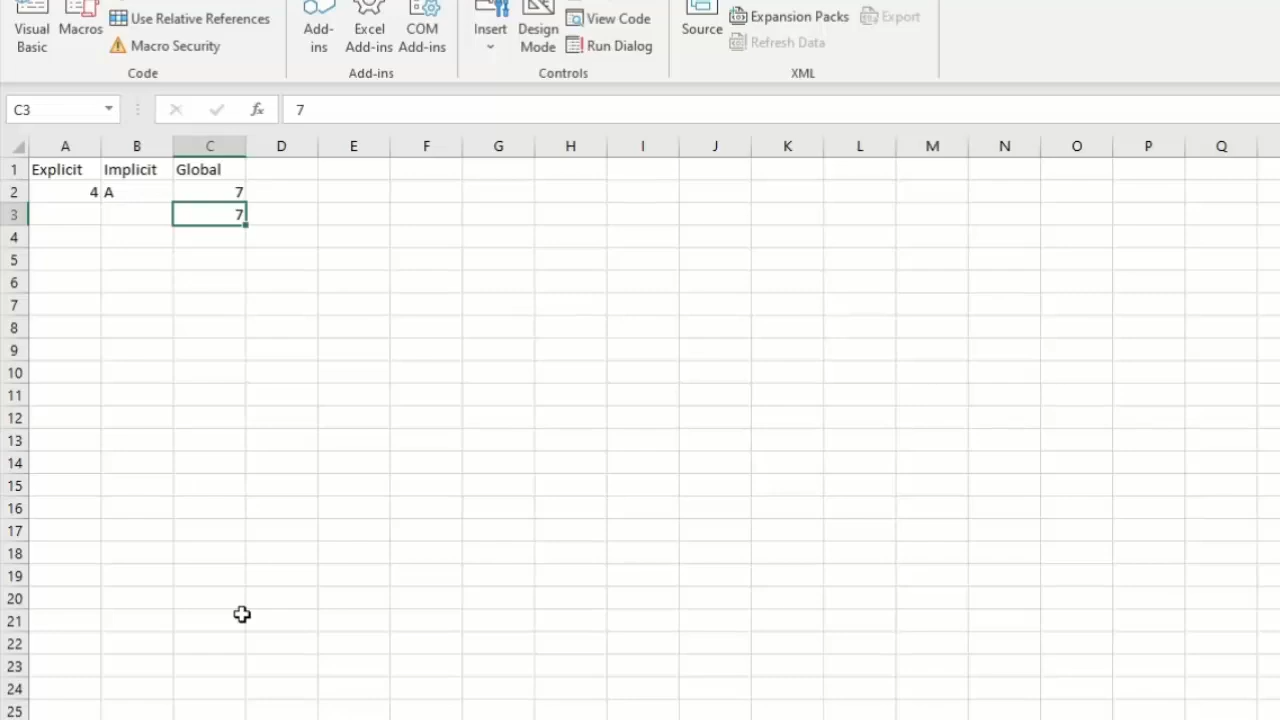 Visual Basic
Macros
Use Relative References
Macro Security
Code
Add-ins
Excel Add-ins
COM Add-ins
Add-ins
Insert
Design Mode
View Code
Run Dialog
Controls
Source
Expansion Packs
Export
Refresh Data
XML
C3
fx
7
A B C D E F G H I J K L M N O P Q
1 Explicit Implicit Global
2 4 A 7
3 7
4
5
6
7
8
9
10
11
12
13
14
15
16
17
18
19
20
21
22
23
24
25